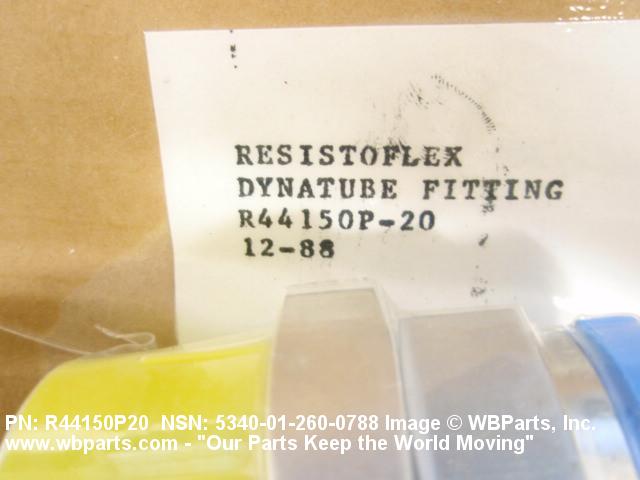 RESISTOFLEX
DYNATUBE FITTING
R44150P-20
12-88
PN: R44150P20 NSN: 5340-01-260-0788 Image © WBParts, Inc.
www.wbparts.com - "Our Parts Keep the World Moving"